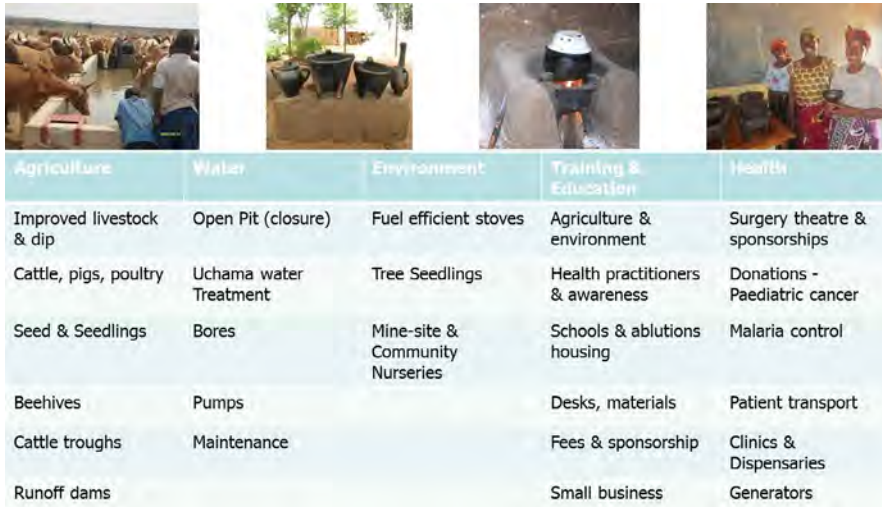 Agriculture
Water
Environment
Training &
Education
Health
Improved livestock
& dip
Open Pit (closure)
Fuel efficient stoves
Agriculture &
environment
Surgery theatre &
sponsorships
Cattle, pigs, poultry
Uchama water
Treatment
Tree Seedlings
Health practitioners
& awareness
Donations -
Paediatric cancer
Seed & Seedlings
Bores
Mine-site &
Community
Nurseries
Schools & ablutions
housing
Malaria control
Beehives
Pumps
Desks, materials
Patient transport
Cattle troughs
Maintenance
Fees & sponsorship
Clinics &
Dispensaries
Runoff dams
Small business
Generators